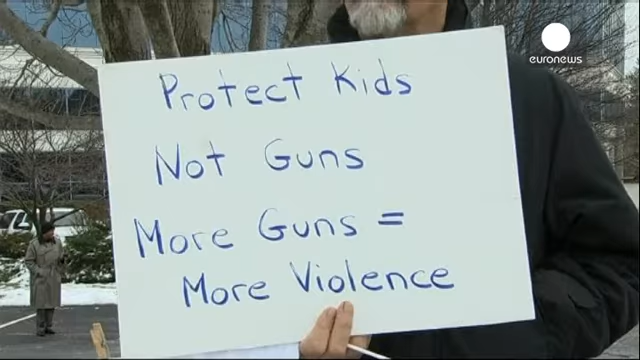 euronews
Protect Kids
Not Guns
More Guns =
More Violence